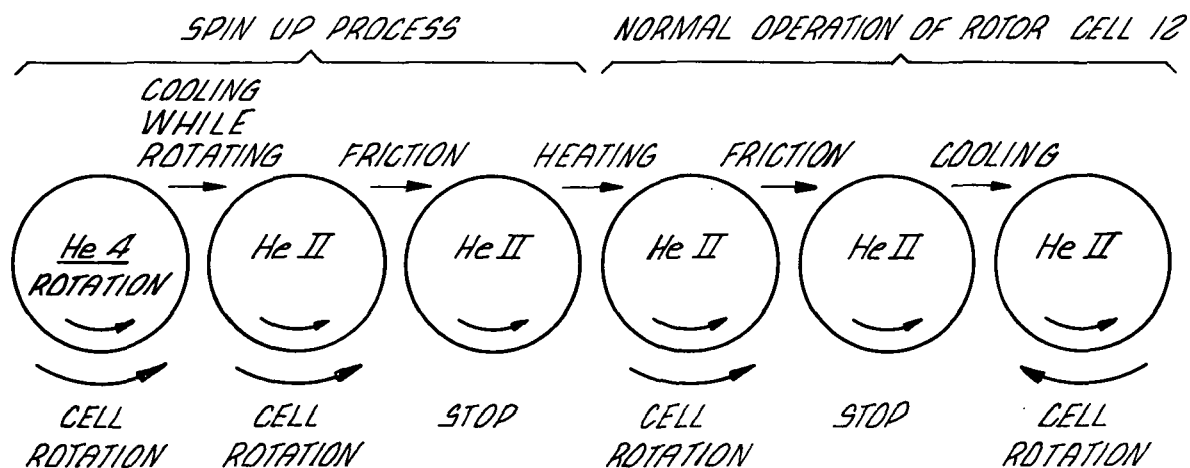 SPIN UP PROCESS
NORMAL OPERATION OF ROTOR CELL 12
COOLING
WHILE
ROTATING
FRICTION
HEATING
FRICTION
COOLING
He 4
ROTATION
He II
He II
He II
He II
He II
CELL
ROTATION
CELL
ROTATION
STOP
CELL
ROTATION
STOP
CELL
ROTATION